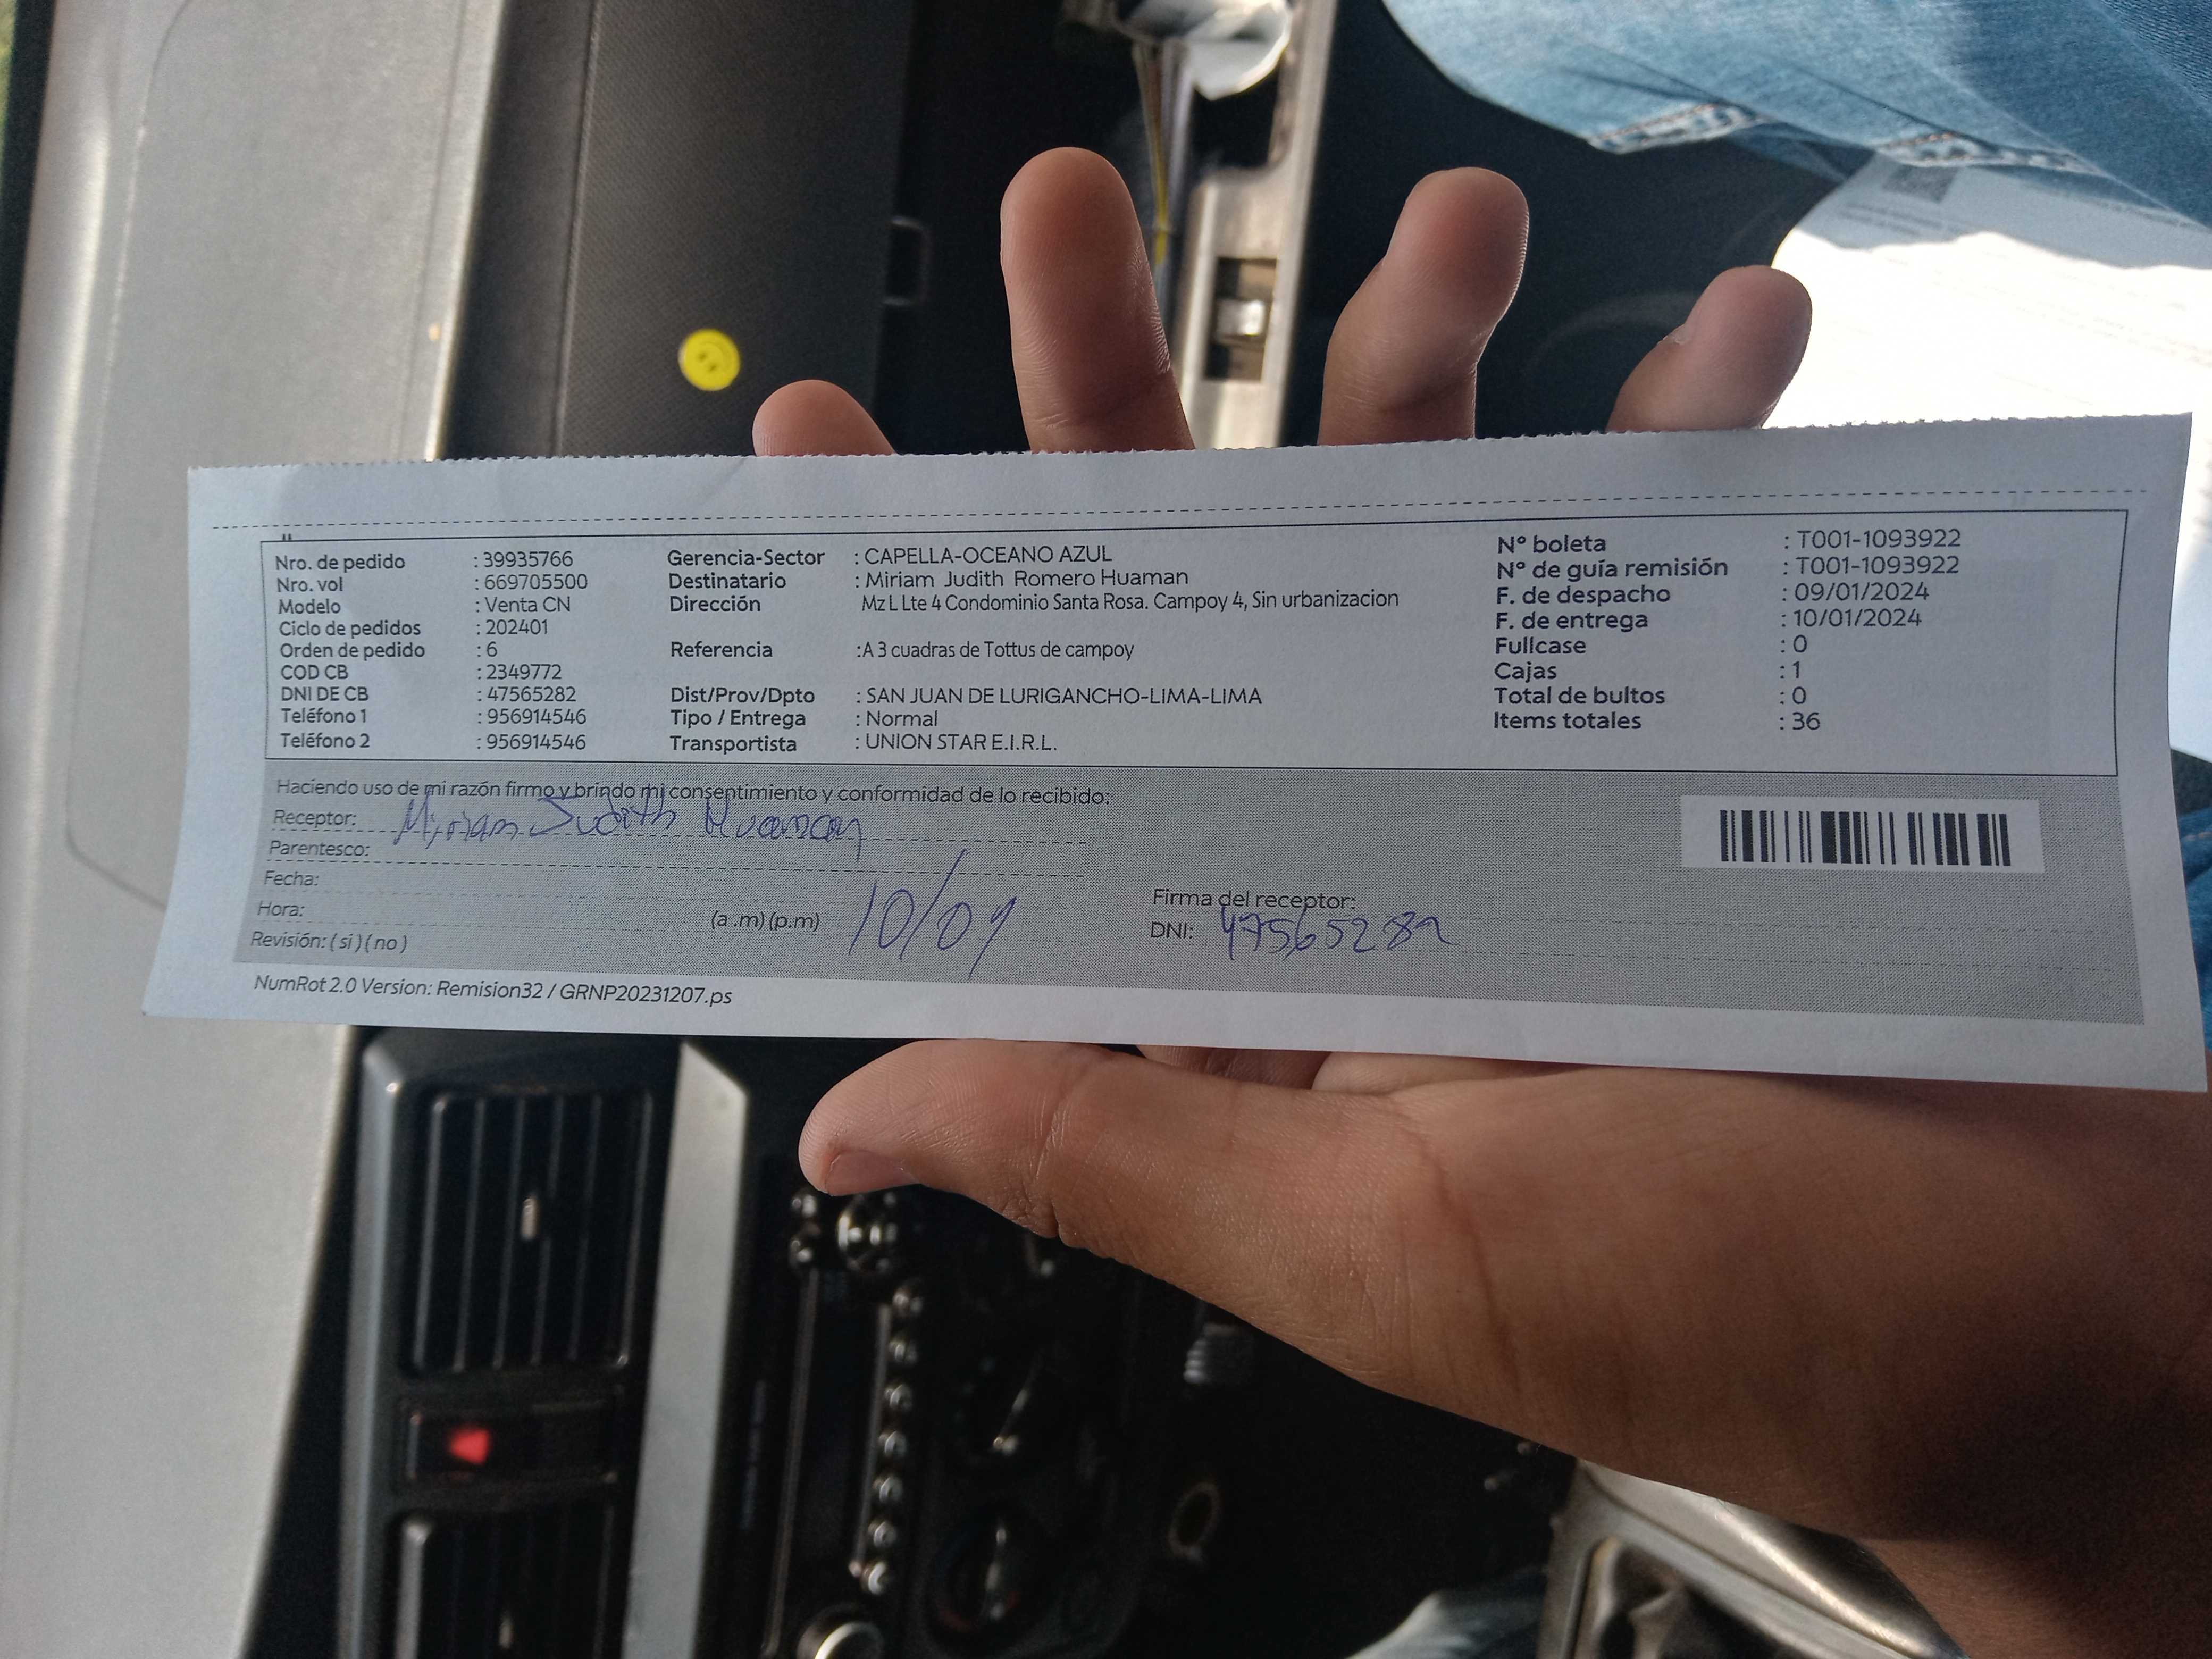 Nro. de pedido : 39935766 Gerencia-Sector : CAPELLA-OCEANO AZUL Nº boleta : T001-1093922
Nro. vol : 669705500 Destinatario : Miriam Judith Romero Huaman Nº de guía remisión : T001-1093922
Modelo : Venta CN Dirección Mz L Lte 4 Condominio Santa Rosa. Campoy 4, Sin urbanizacion F. de despacho : 09/01/2024
Ciclo de pedidos : 202401 F. de entrega : 10/01/2024
Orden de pedido : 6 Referencia :A 3 cuadras de Tottus de campoy Fullcase : 0
COD CB : 2349772 Cajas : 1
DNI DE CB : 47565282 Dist/Prov/Dpto : SAN JUAN DE LURIGANCHO-LIMA-LIMA Total de bultos : 0
Teléfono 1 : 956914546 Tipo / Entrega : Normal Items totales : 36
Teléfono 2 : 956914546 Transportista : UNION STAR E.I.R.L.
Haciendo uso de mi razón firmo y brindo mi consentimiento y conformidad de lo recibido:
Receptor: Miriam Judith
Parentesco:
Fecha:
Firma del receptor:
Hora: (a .m) (p.m) 10/01 DNI: 47565282
Revisión: ( si ) ( no )
NumRot 2.0 Version: Remision32 / GRNP20231207.ps